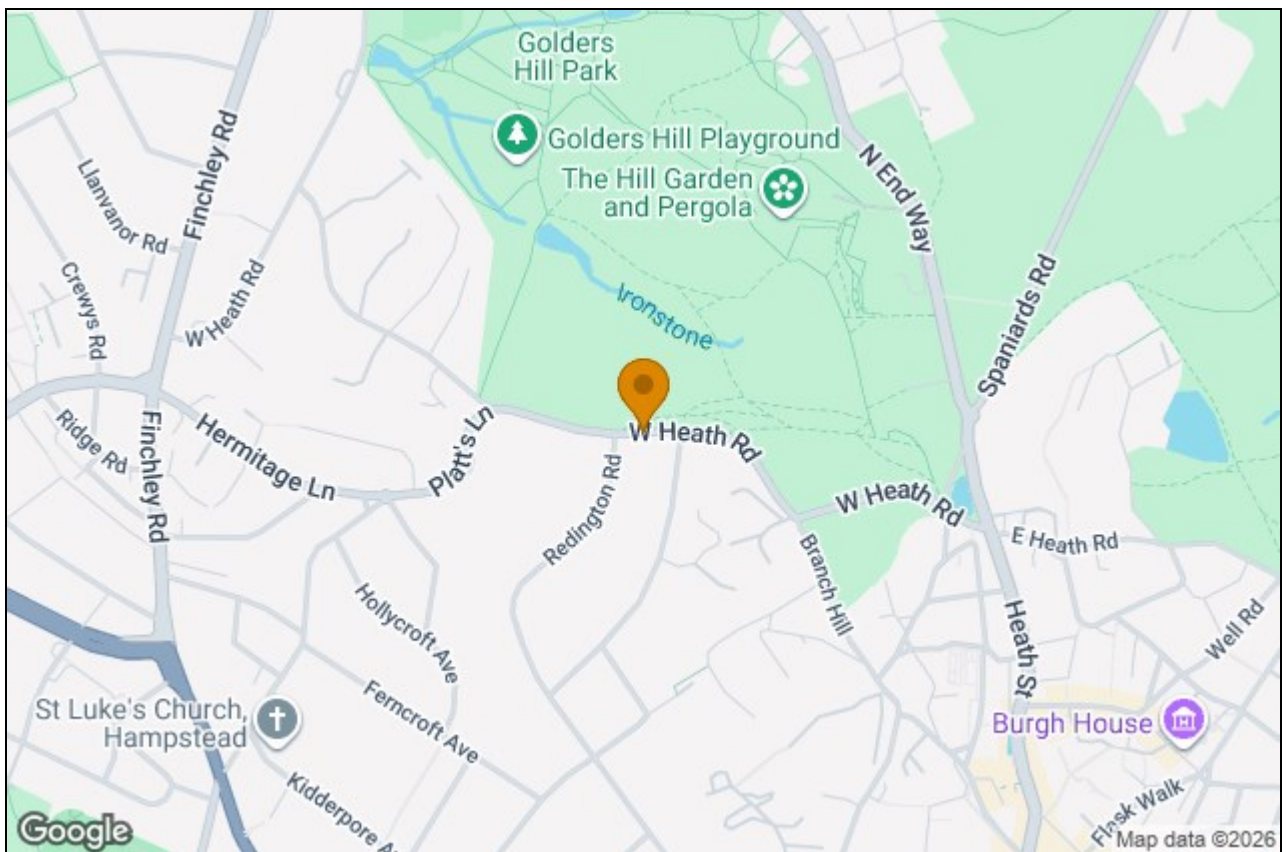 Golders
Hill Park
Golders Hill Playground
The Hill Garden
and Pergola
N End Way
Finchley Rd
Llanvanor Rd
Crewys Rd
W Heath Rd
Spaniards Rd
Ironstone
Ridge Rd
Finchley Rd
Hermitage Ln
Platt's Ln
W Heath Rd
Redington Rd
W Heath Rd
E Heath Rd
Branch Hill
Hollycroft Ave
Ferncroft Ave
Heath St
Well Rd
St Luke's Church,
Hampstead
Burgh House
Kidderpore A
Flask Walk
Google
Map data ©2026